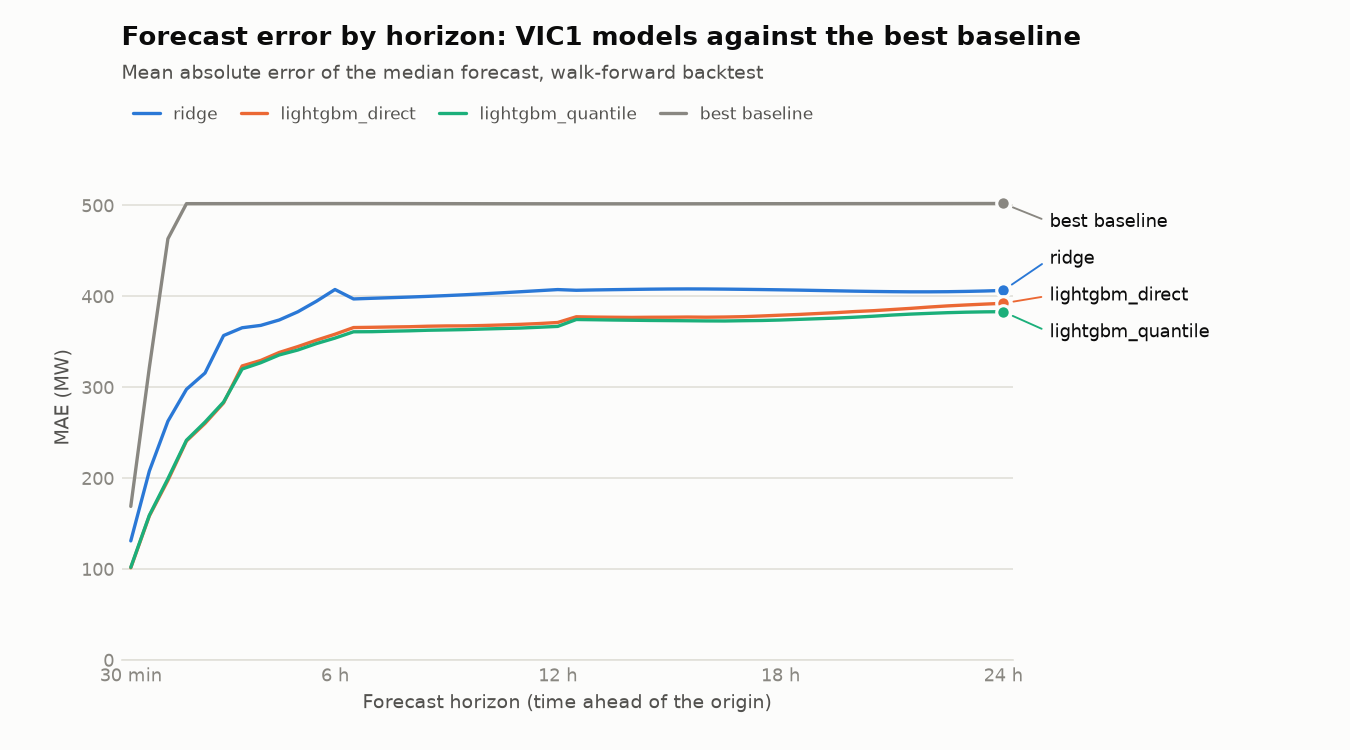 Forecast error by horizon: VIC1 models against the best baseline
Mean absolute error of the median forecast, walk-forward backtest
ridge lightgbm_direct lightgbm_quantile best baseline
MAE (MW)
500
400
300
200
100
0
best baseline
ridge
lightgbm_direct
lightgbm_quantile
30 min 6 h 12 h 18 h 24 h
Forecast horizon (time ahead of the origin)